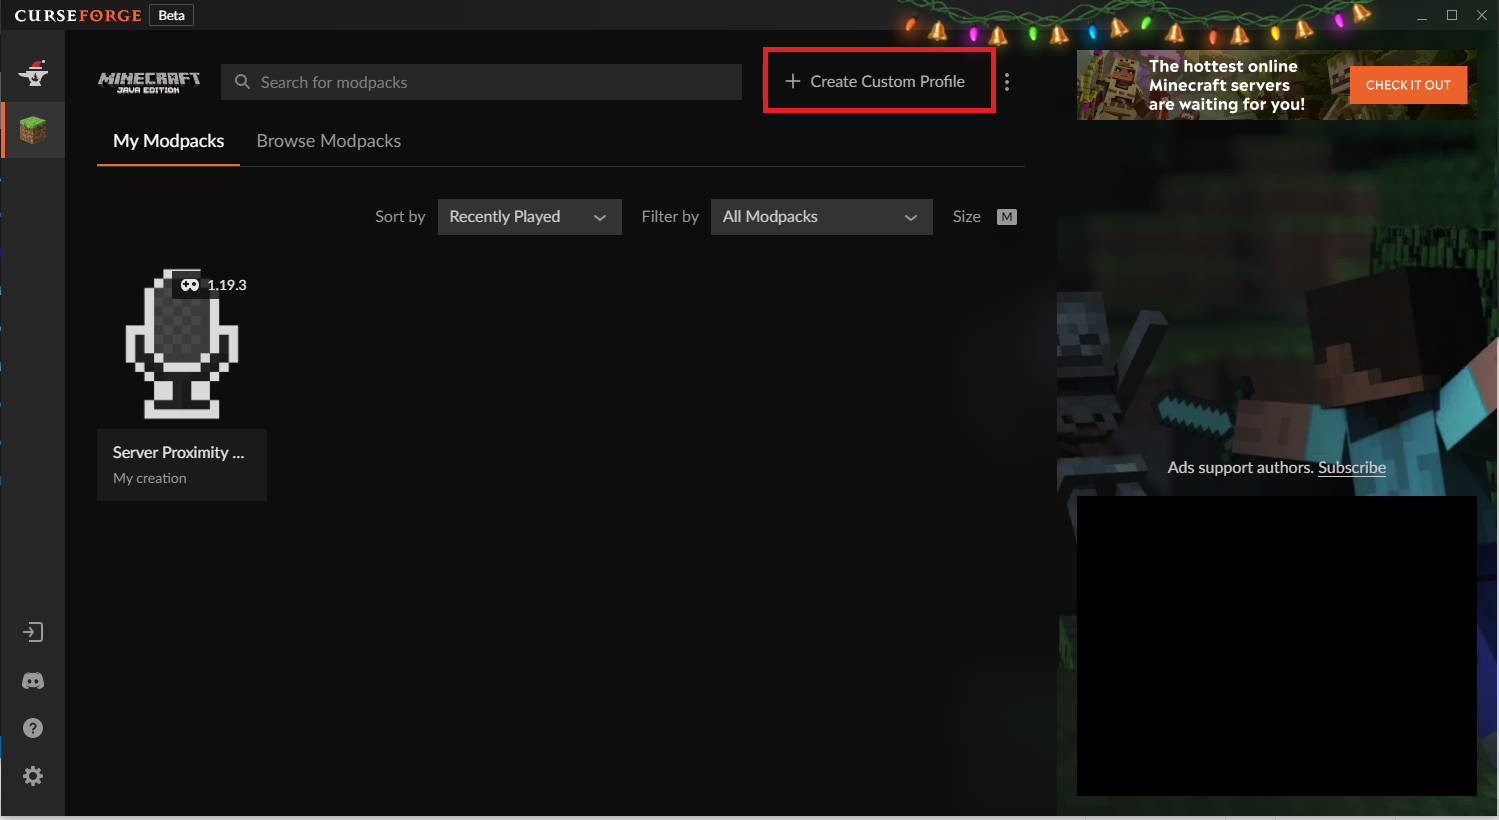 CURSEFORGE Beta
MINECRAFT
JAVA EDITION
Search for modpacks
+ Create Custom Profile
The hottest online
Minecraft servers
are waiting for you!
CHECK IT OUT
My Modpacks Browse Modpacks
Sort by Recently Played Filter by All Modpacks Size M
1.19.3
Server Proximity ...
My creation
Ads support authors. Subscribe
?